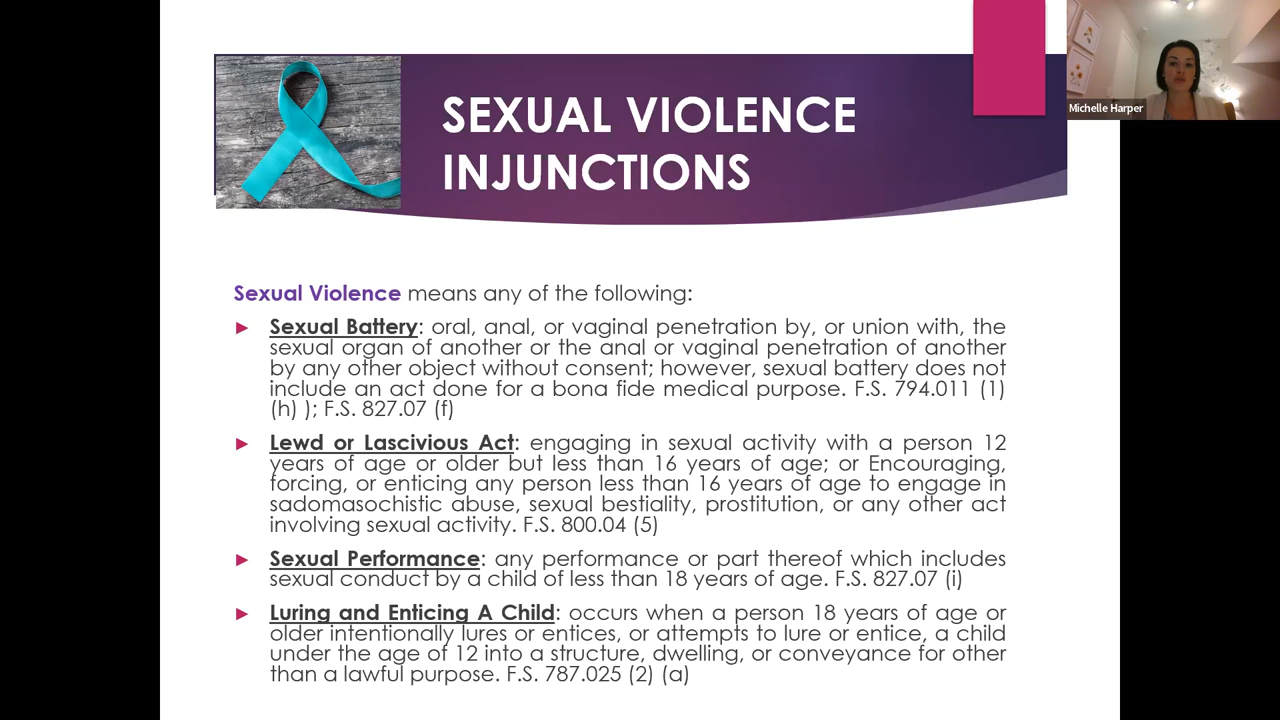 SEXUAL VIOLENCE
INJUNCTIONS
Michelle Harper
Sexual Violence means any of the following:
► Sexual Battery: oral, anal, or vaginal penetration by, or union with, the
sexual organ of another or the anal or vaginal penetration of another
by any other object without consent; however, sexual battery does not
include an act done for a bona fide medical purpose. F.S. 794.011 (1)
(h) ); F.S. 827.07 (f)
► Lewd or Lascivious Act: engaging in sexual activity with a person 12
years of age or older but less than 16 years of age; or Encouraging,
forcing, or enticing any person less than 16 years of age to engage in
sadomasochistic abuse, sexual bestiality, prostitution, or any other act
involving sexual activity. F.S. 800.04 (5)
► Sexual Performance: any performance or part thereof which includes
sexual conduct by a child of less than 18 years of age. F.S. 827.07 (i)
► Luring and Enticing A Child: occurs when a person 18 years of age or
older intentionally lures or entices, or attempts to lure or entice, a child
under the age of 12 into a structure, dwelling, or conveyance for other
than a lawful purpose. F.S. 787.025 (2) (a)